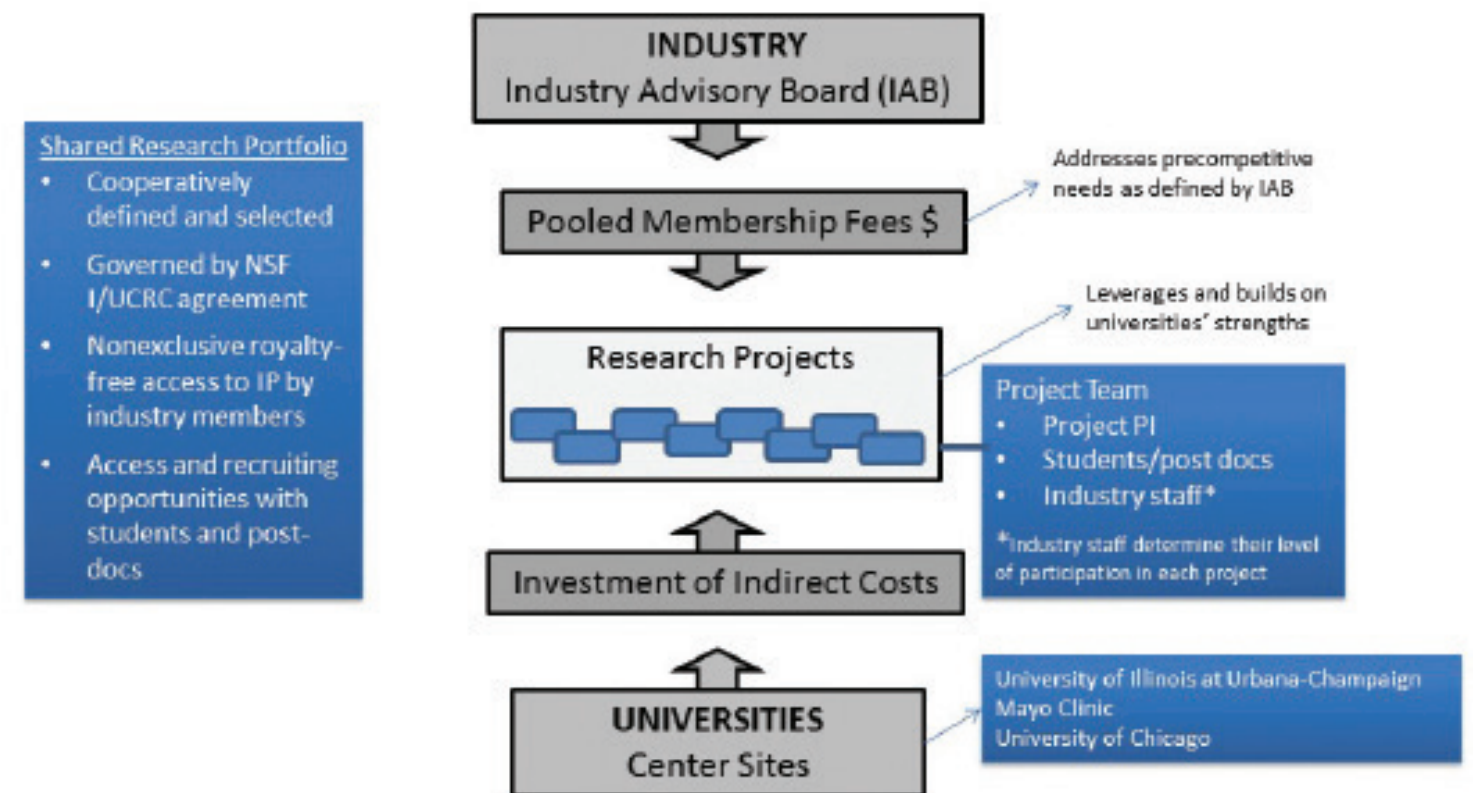 INDUSTRY
Industry Advisory Board (IAB)
Shared Research Portfolio
• Cooperatively
defined and selected
• Governed by NSF
I/UCRC agreement
• Nonexclusive royalty-
free access to IP by
industry members
• Access and recruiting
opportunities with
students and post-
docs
Pooled Membership Fees $
Addresses precompetitive
needs as defined by IAB
Research Projects
Leverages and builds on
universities' strengths
Project Team
• Project PI
• Students/post docs
• Industry staff*
*Industry staff determine their level
of participation in each project
Investment of Indirect Costs
UNIVERSITIES
Center Sites
University of Illinois at Urbana-Champaign
Mayo Clinic
University of Chicago